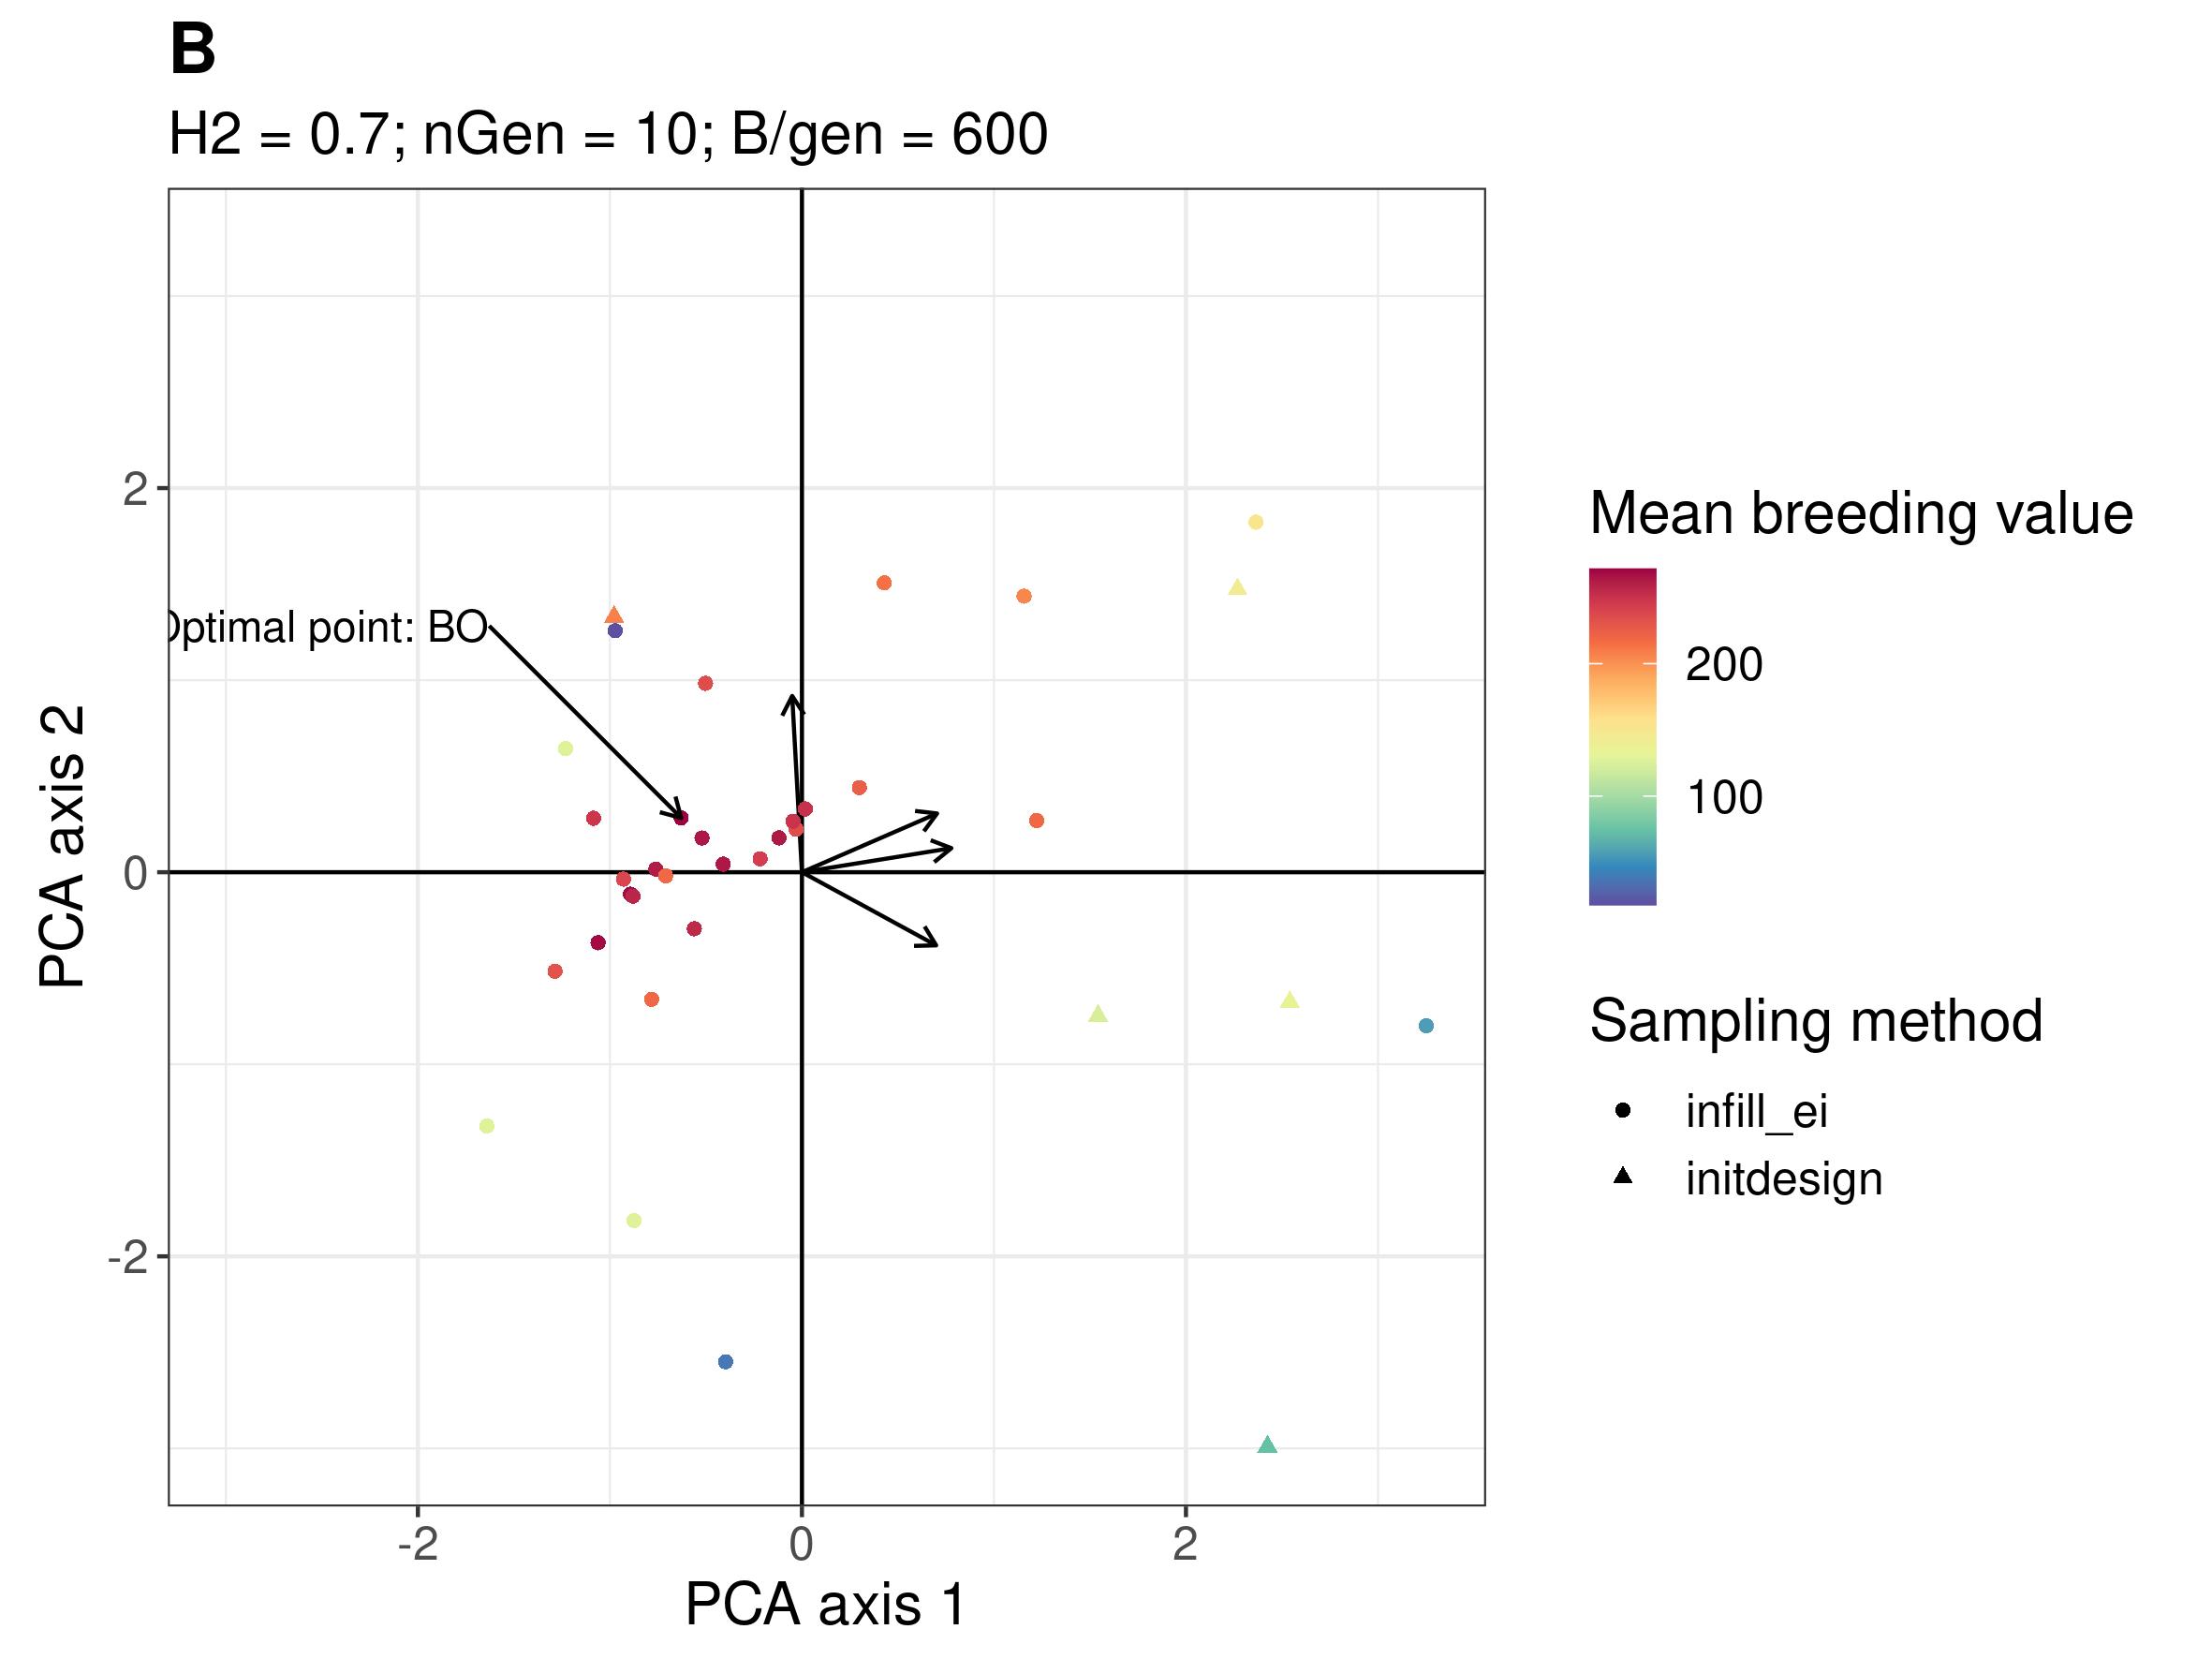 B
H2 = 0.7; nGen = 10; B/gen = 600
PCA axis 2
2
0
-2
Optimal point: BO
-2
0
2
PCA axis 1
Mean breeding value
200
100
Sampling method
infill_ei
initdesign